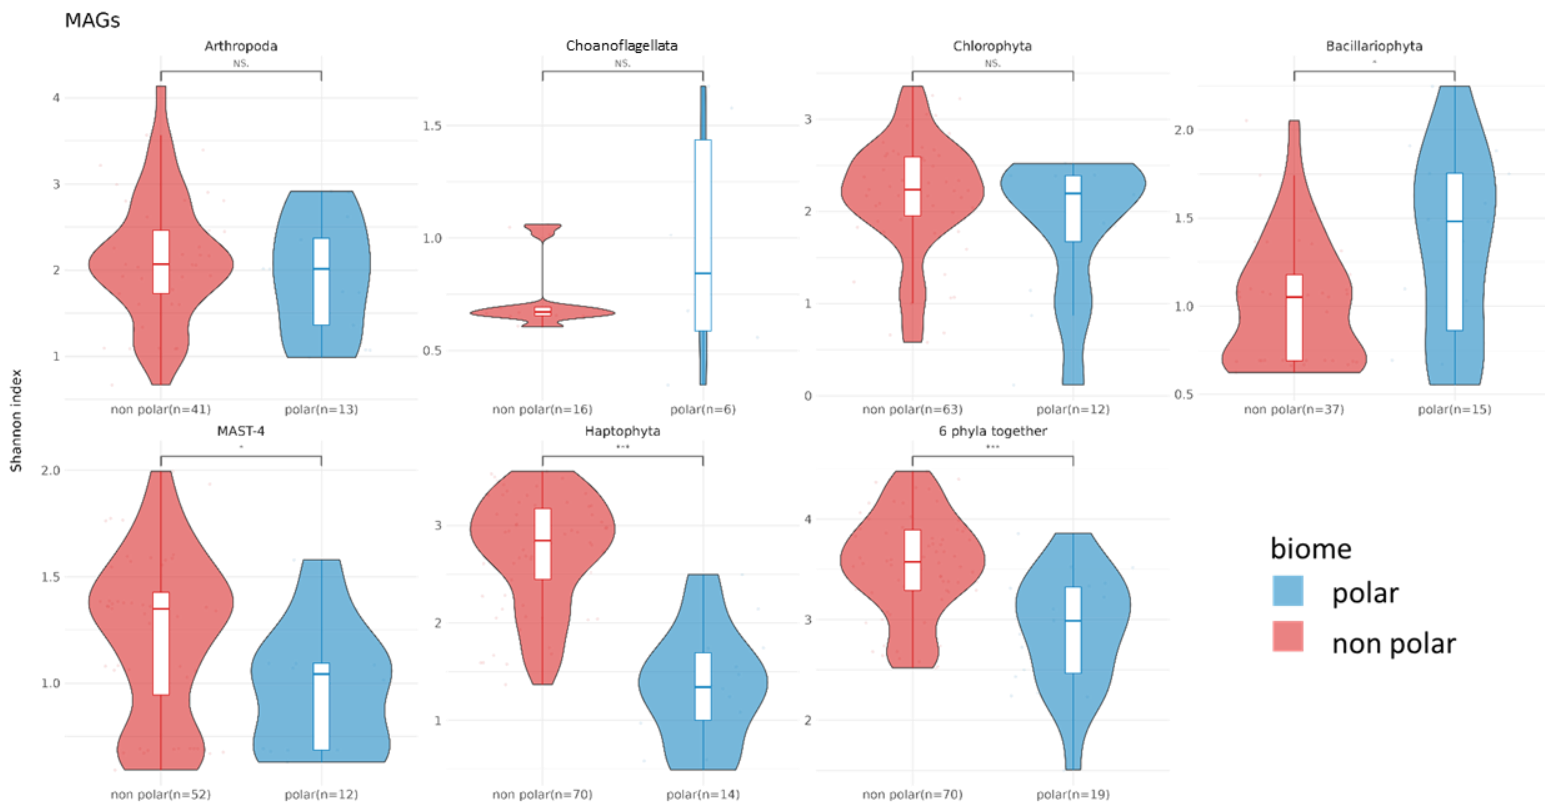 MAGs
Arthropoda
Choanoflagellata
Chlorophyta
Bacillariophyta
NS.
NS.
NS.
*
4
3
2
1
1.5
1.0
0.5
3
2
1
0
2.0
1.5
1.0
0.5
non polar(n=41)
polar(n=13)
non polar(n=16)
polar(n=6)
non polar(n=63)
polar(n=12)
non polar(n=37)
polar(n=15)
Shannon index
MAST-4
Haptophyta
6 phyla together
*
***
***
2.0
1.5
1.0
3
2
1
4
3
2
non polar(n=52)
polar(n=12)
non polar(n=70)
polar(n=14)
non polar(n=70)
polar(n=19)
biome
polar
non polar